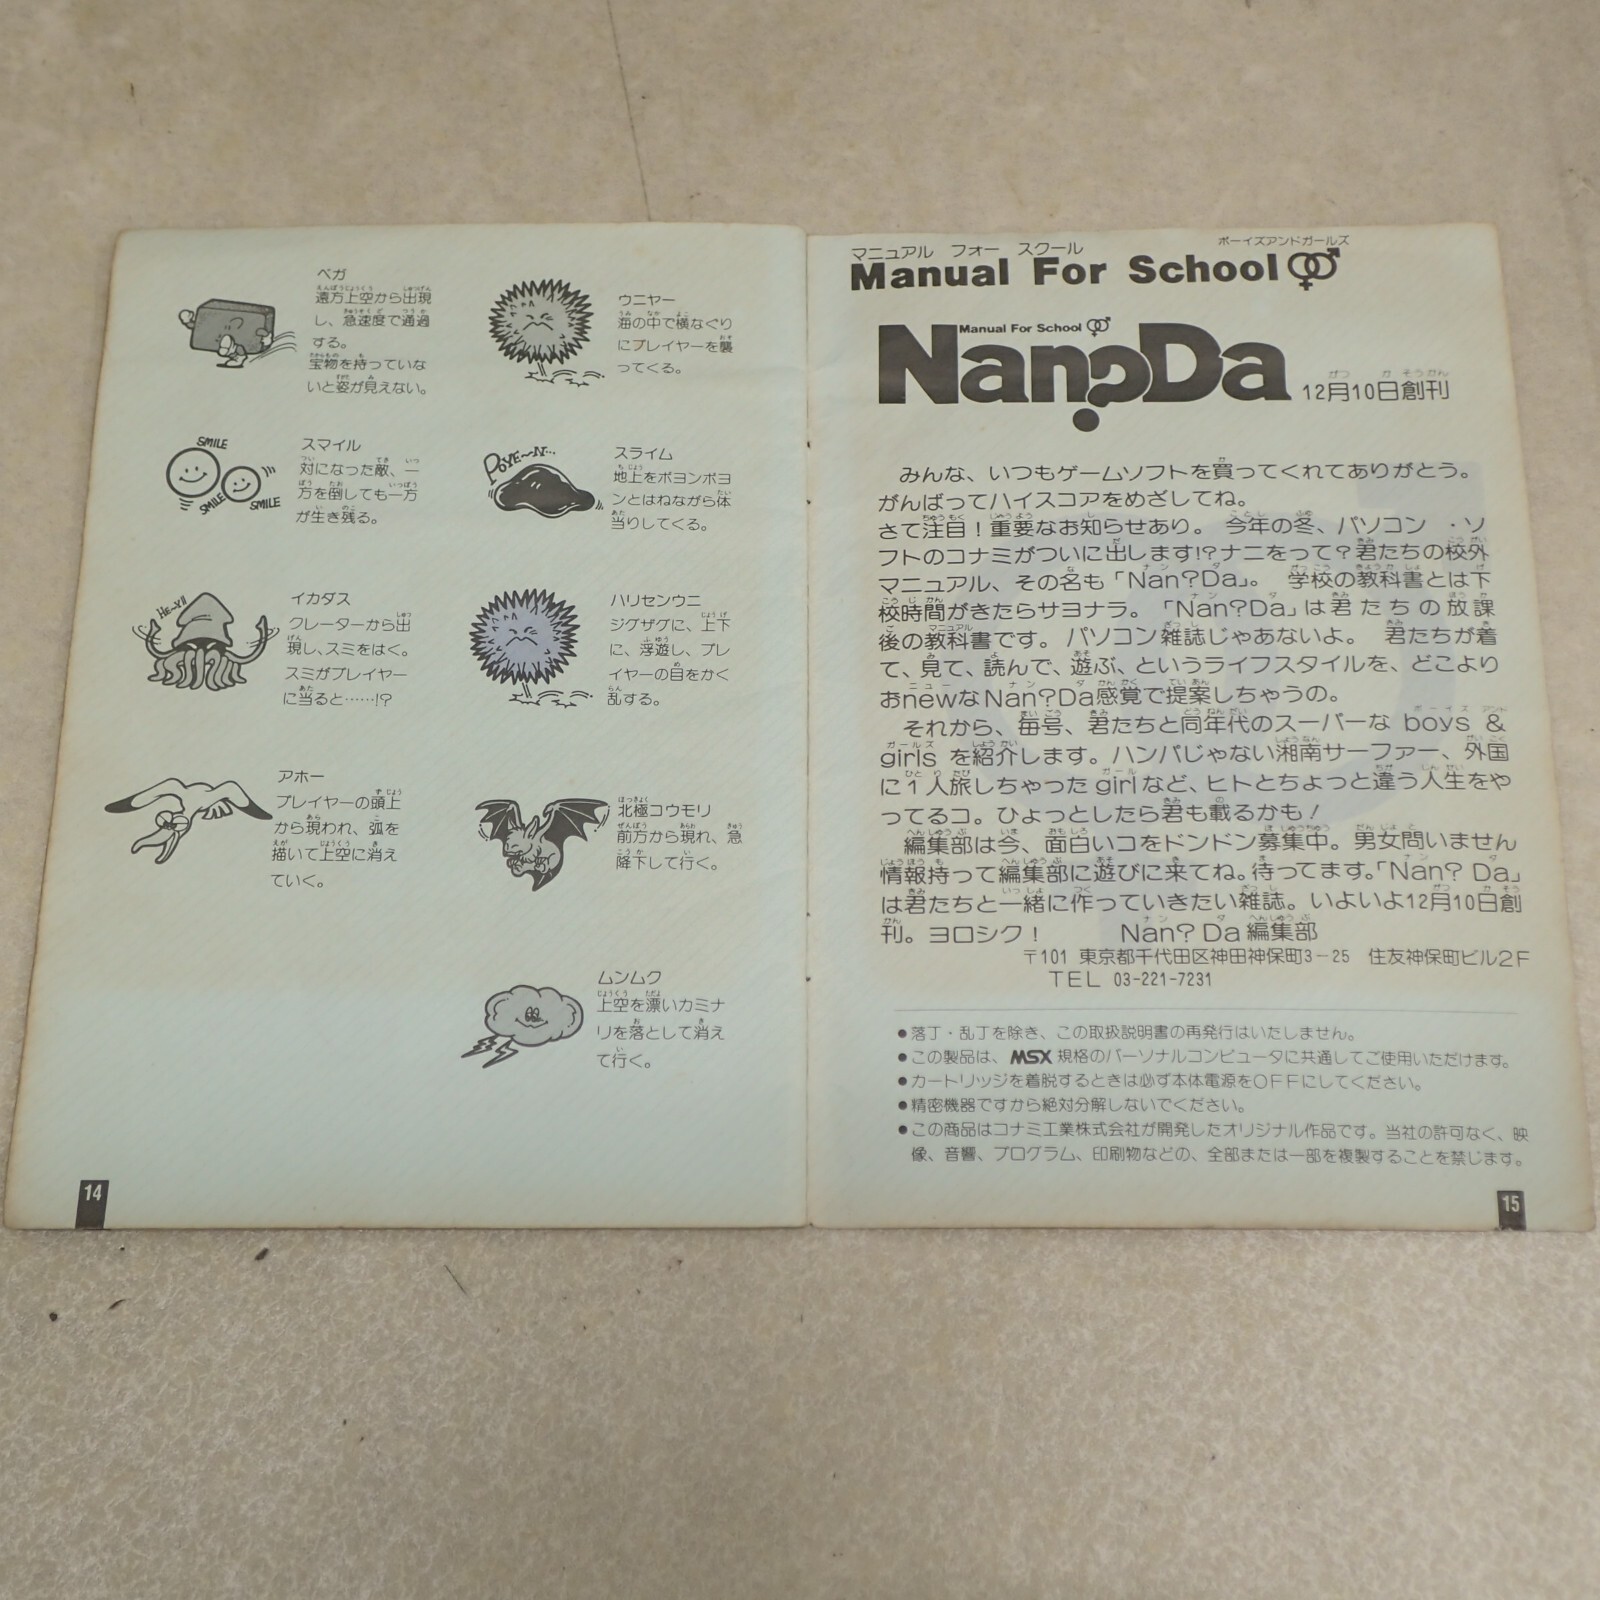 ベガ
遠方上空から出現
し、急速度で通過
する。
宝物を持っていな
いと姿が見えない。
ウニヤー
海の中で横なぐり
にプレイヤーを襲
ってくる。
SMILE
SMILE
SMILE
スマイル
対になった敵、一
方を倒しても一方
が生き残る。
POYE〜N…
スライム
地上をボヨンボヨ
ンとはねながら体
当りしてくる。
イカダス
クレーターから出
現し、スミをはく。
スミがプレイヤー
に当ると……!?
ハリセンウニ
ジグザグに、上下
に、浮遊し、プレ
イヤーの目をかく
乱する。
アホー
プレイヤーの頭上
から現われ、弧を
描いて上空に消え
ていく。
北極コウモリ
前方から現れ、急
降下して行く。
ムンムク
上空を漂いカミナ
リを落として消え
て行く。
14
マニュアル フォー スクール ボーイズアンドガールズ
Manual For School
Manual For School
Nan?Da 12月10日創刊
みんな、いつもゲームソフトを買ってくれてありがとう。
がんばってハイスコアをめざしてね。
さて注目！重要なお知らせあり。 今年の冬、パソコン・ソ
フトのコナミがついに出します!?ナニをって？君たちの校外
マニュアル、その名も「Nan?Da」。 学校の教科書とは下
校時間がきたらサヨナラ。「Nan?Da」は君たちの放課
後の教科書です。パソコン雑誌じゃあないよ。 君たちが着
て、見て、読んで、遊ぶ、というライフスタイルを、どこより
おnewなNan?Da感覚で提案しちゃうの。
それから、毎号、君たちと同年代のスーパーな boys &
girls を紹介します。ハンパじゃない湘南サーファー、外国
に1人旅しちゃったgirlなど、ヒトとちょっと違う人生をや
ってるコ。ひょっとしたら君も載るかも！
編集部は今、面白いコをドンドン募集中。男女問いません
情報持って編集部に遊びに来てね。待ってます。「Nan? Da」
は君たちと一緒に作っていきたい雑誌。いよいよ12月10日創
刊。ヨロシク！ Nan? Da編集部
〒101 東京都千代田区神田神保町3-25 住友神保町ビル2F
TEL 03-221-7231
●落丁・乱丁を除き、この取扱説明書の再発行はいたしません。
●この製品は、MSX 規格のパーソナルコンピュータに共通してご使用いただけます。
●カートリッジを着脱するときは必ず本体電源をOFFにしてください。
●精密機器ですから絶対分解しないでください。
●この商品はコナミ工業株式会社が開発したオリジナル作品です。当社の許可なく、映
像、音響、プログラム、印刷物などの、全部または一部を複製することを禁じます。
15